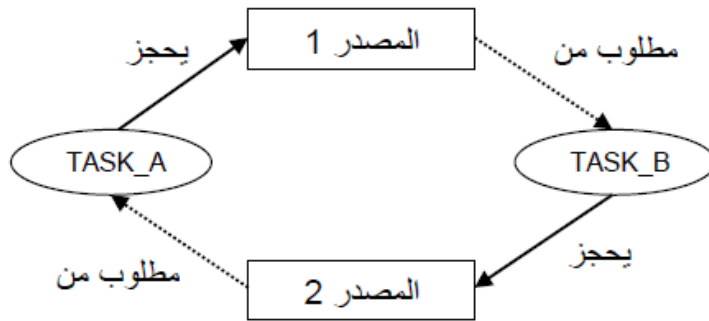 المصدر 1
يحجز
مطلوب من
TASK_A
TASK_B
مطلوب من
يحجز
المصدر 2